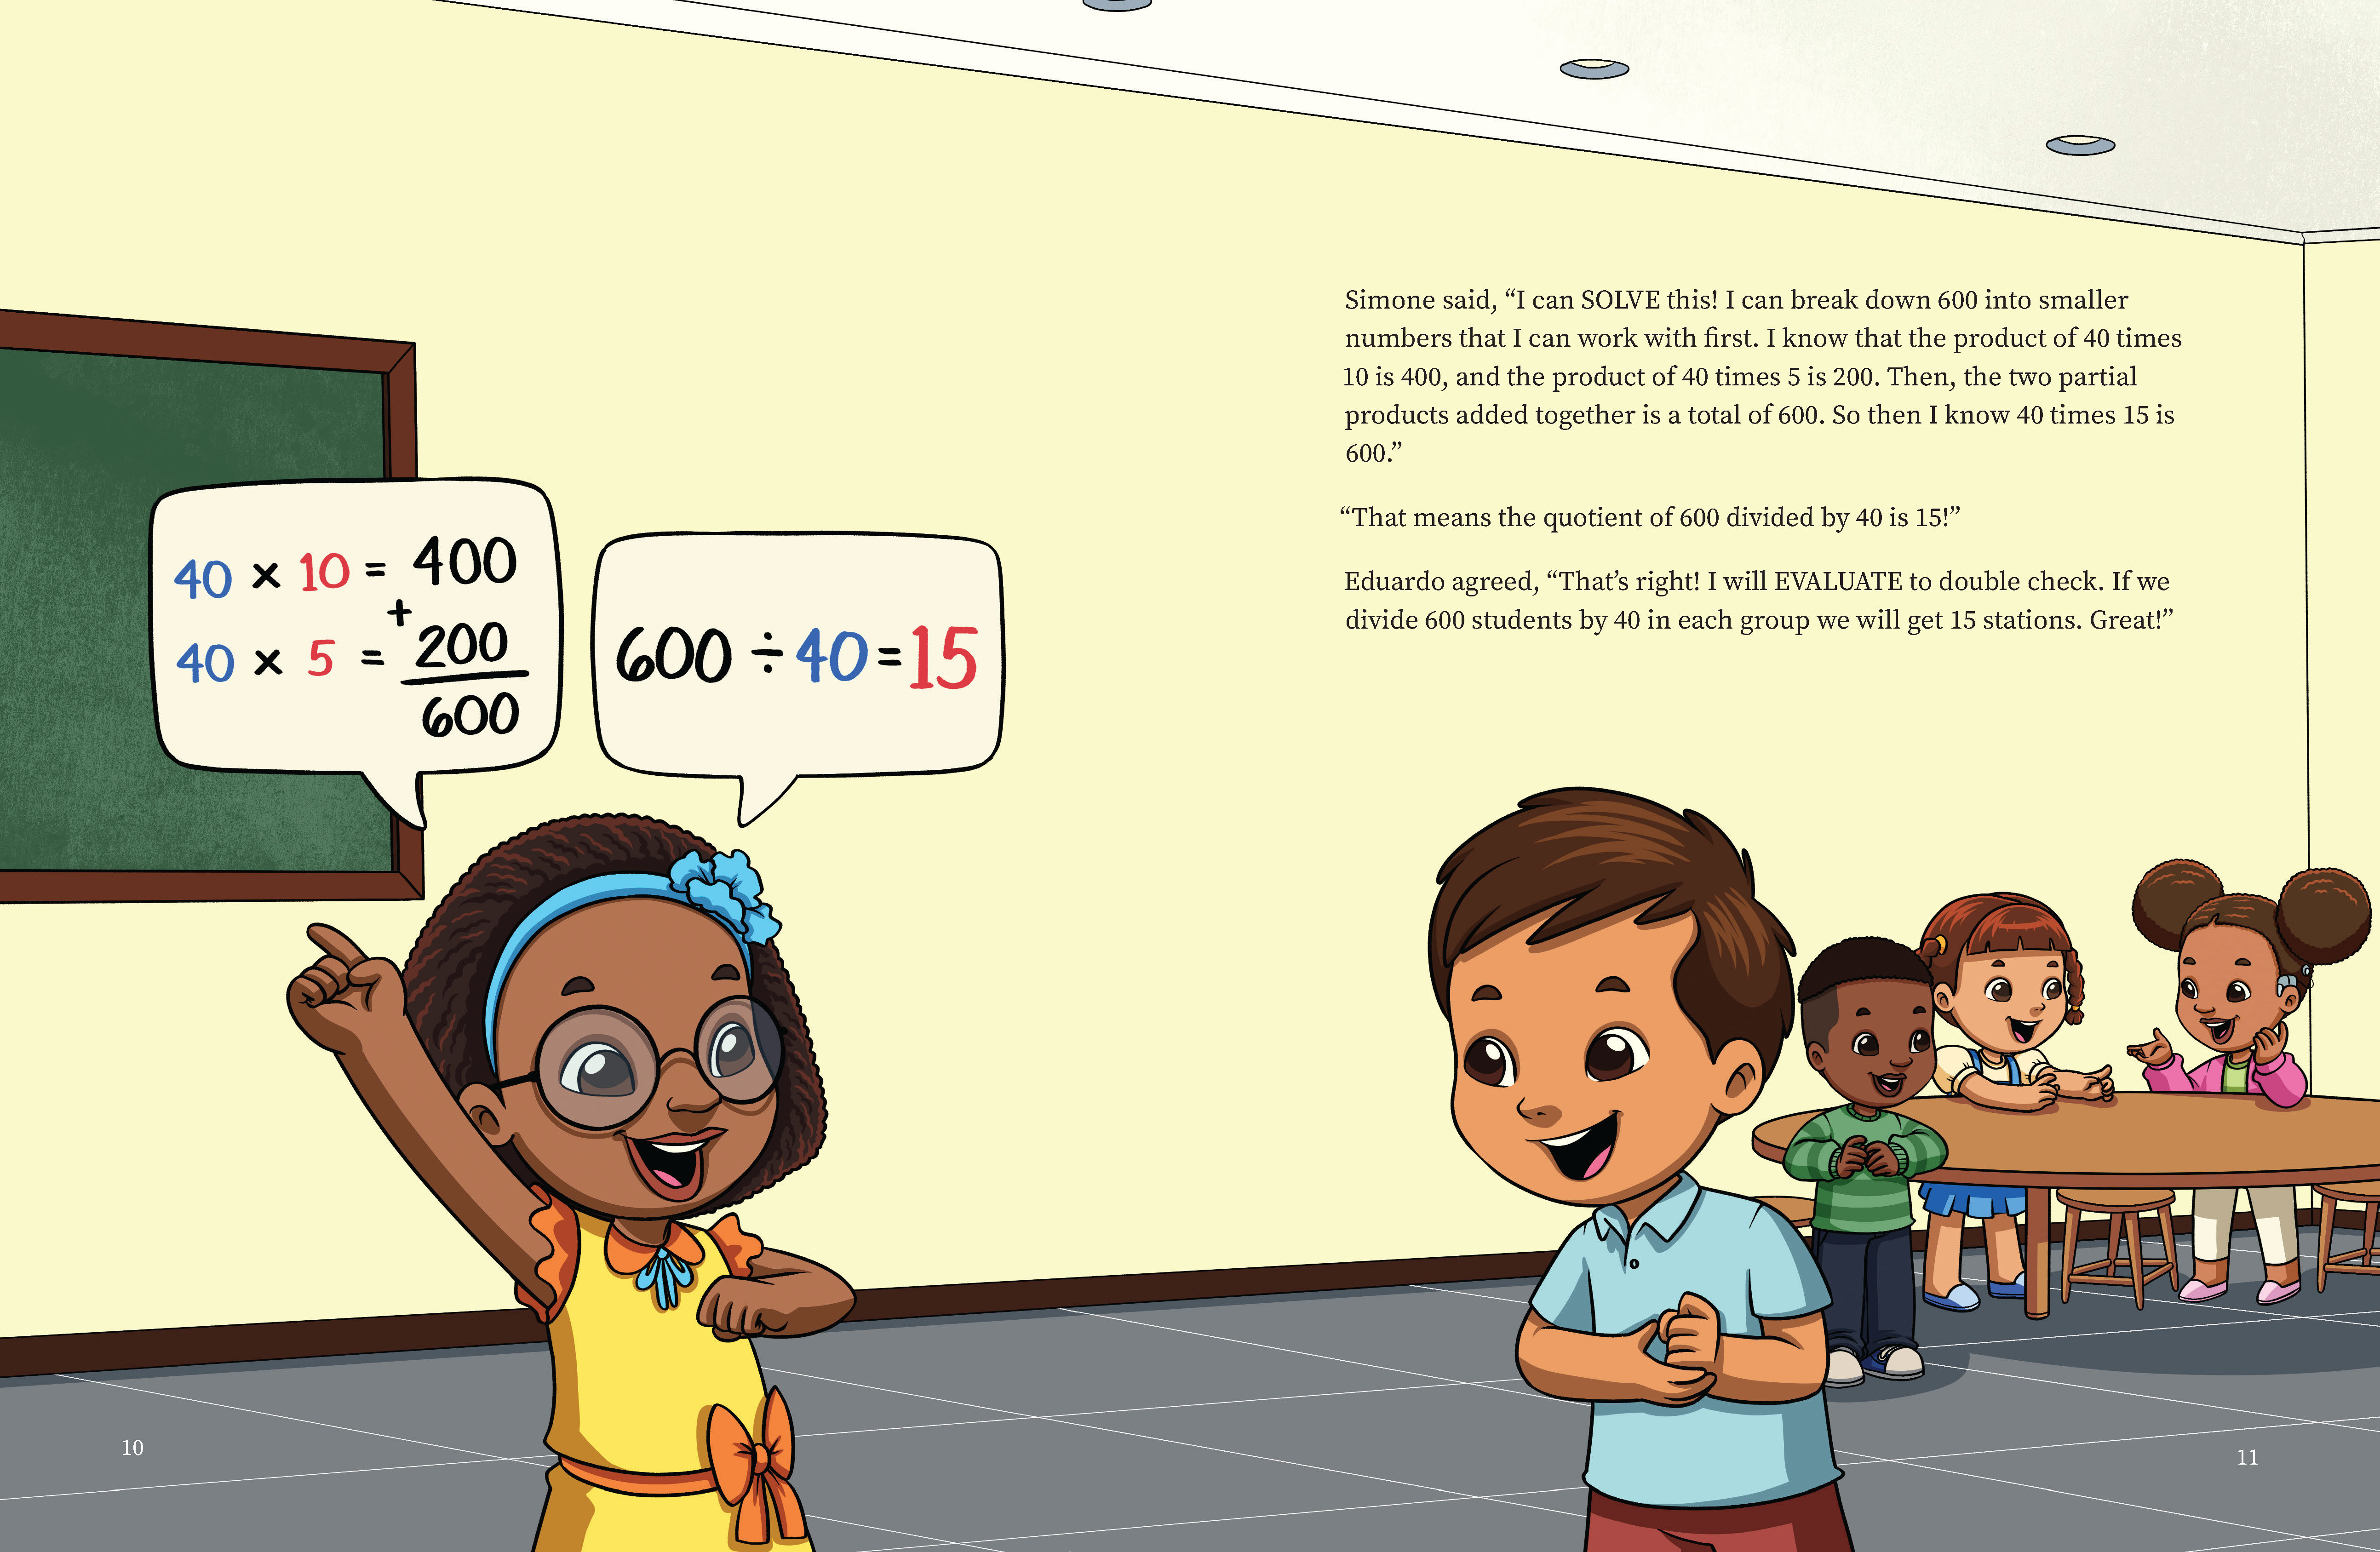 40 × 10 = 400
+
40 × 5 = 200
600
600 ÷ 40 = 15
Simone said, “I can SOLVE this! I can break down 600 into smaller
numbers that I can work with first. I know that the product of 40 times
10 is 400, and the product of 40 times 5 is 200. Then, the two partial
products added together is a total of 600. So then I know 40 times 15 is
600.”
“That means the quotient of 600 divided by 40 is 15!”
Eduardo agreed, “That’s right! I will EVALUATE to double check. If we
divide 600 students by 40 in each group we will get 15 stations. Great!”
10
11